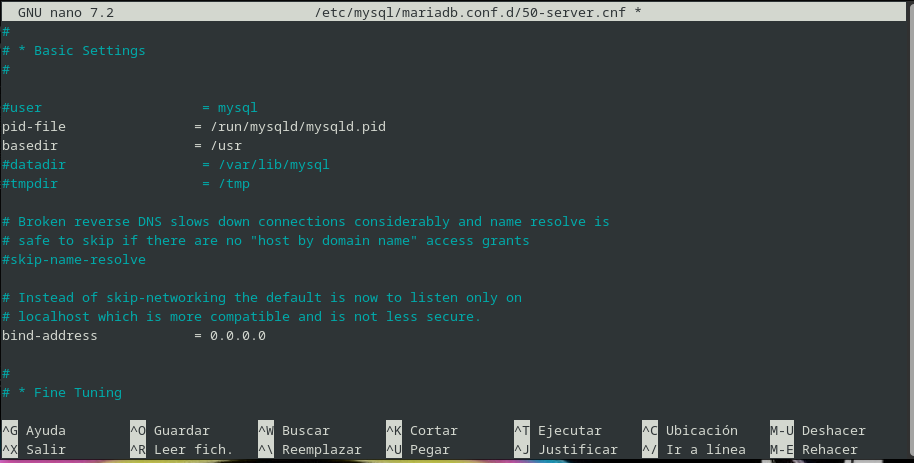 GNU nano 7.2 /etc/mysql/mariadb.conf.d/50-server.cnf *
#
# * Basic Settings
#
#user = mysql
pid-file = /run/mysqld/mysqld.pid
basedir = /usr
#datadir = /var/lib/mysql
#tmpdir = /tmp
# Broken reverse DNS slows down connections considerably and name resolve is
# safe to skip if there are no "host by domain name" access grants
#skip-name-resolve
# Instead of skip-networking the default is now to listen only on
# localhost which is more compatible and is not less secure.
bind-address = 0.0.0.0
#
# * Fine Tuning
^G Ayuda ^O Guardar ^W Buscar ^K Cortar ^T Ejecutar ^C Ubicación M-U Deshacer
^X Salir ^R Leer fich. ^\ Reemplazar ^U Pegar ^J Justificar ^/ Ir a línea M-E Rehacer